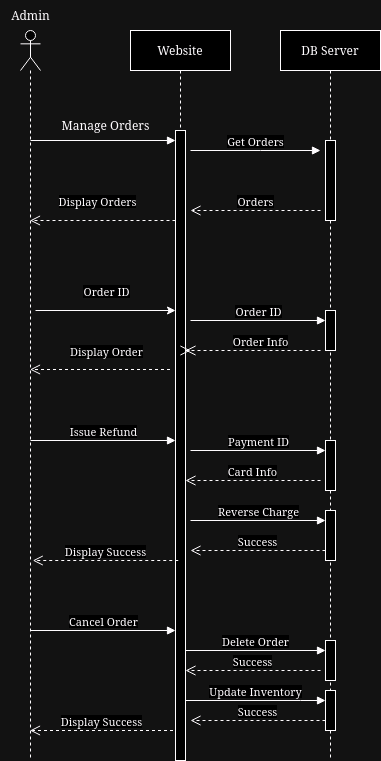 Admin
Website
DB Server
Manage Orders
Get Orders
Display Orders
Orders
Order ID
Order ID
Order Info
Display Order
Issue Refund
Payment ID
Card Info
Reverse Charge
Success
Display Success
Cancel Order
Delete Order
Success
Update Inventory
Success
Display Success